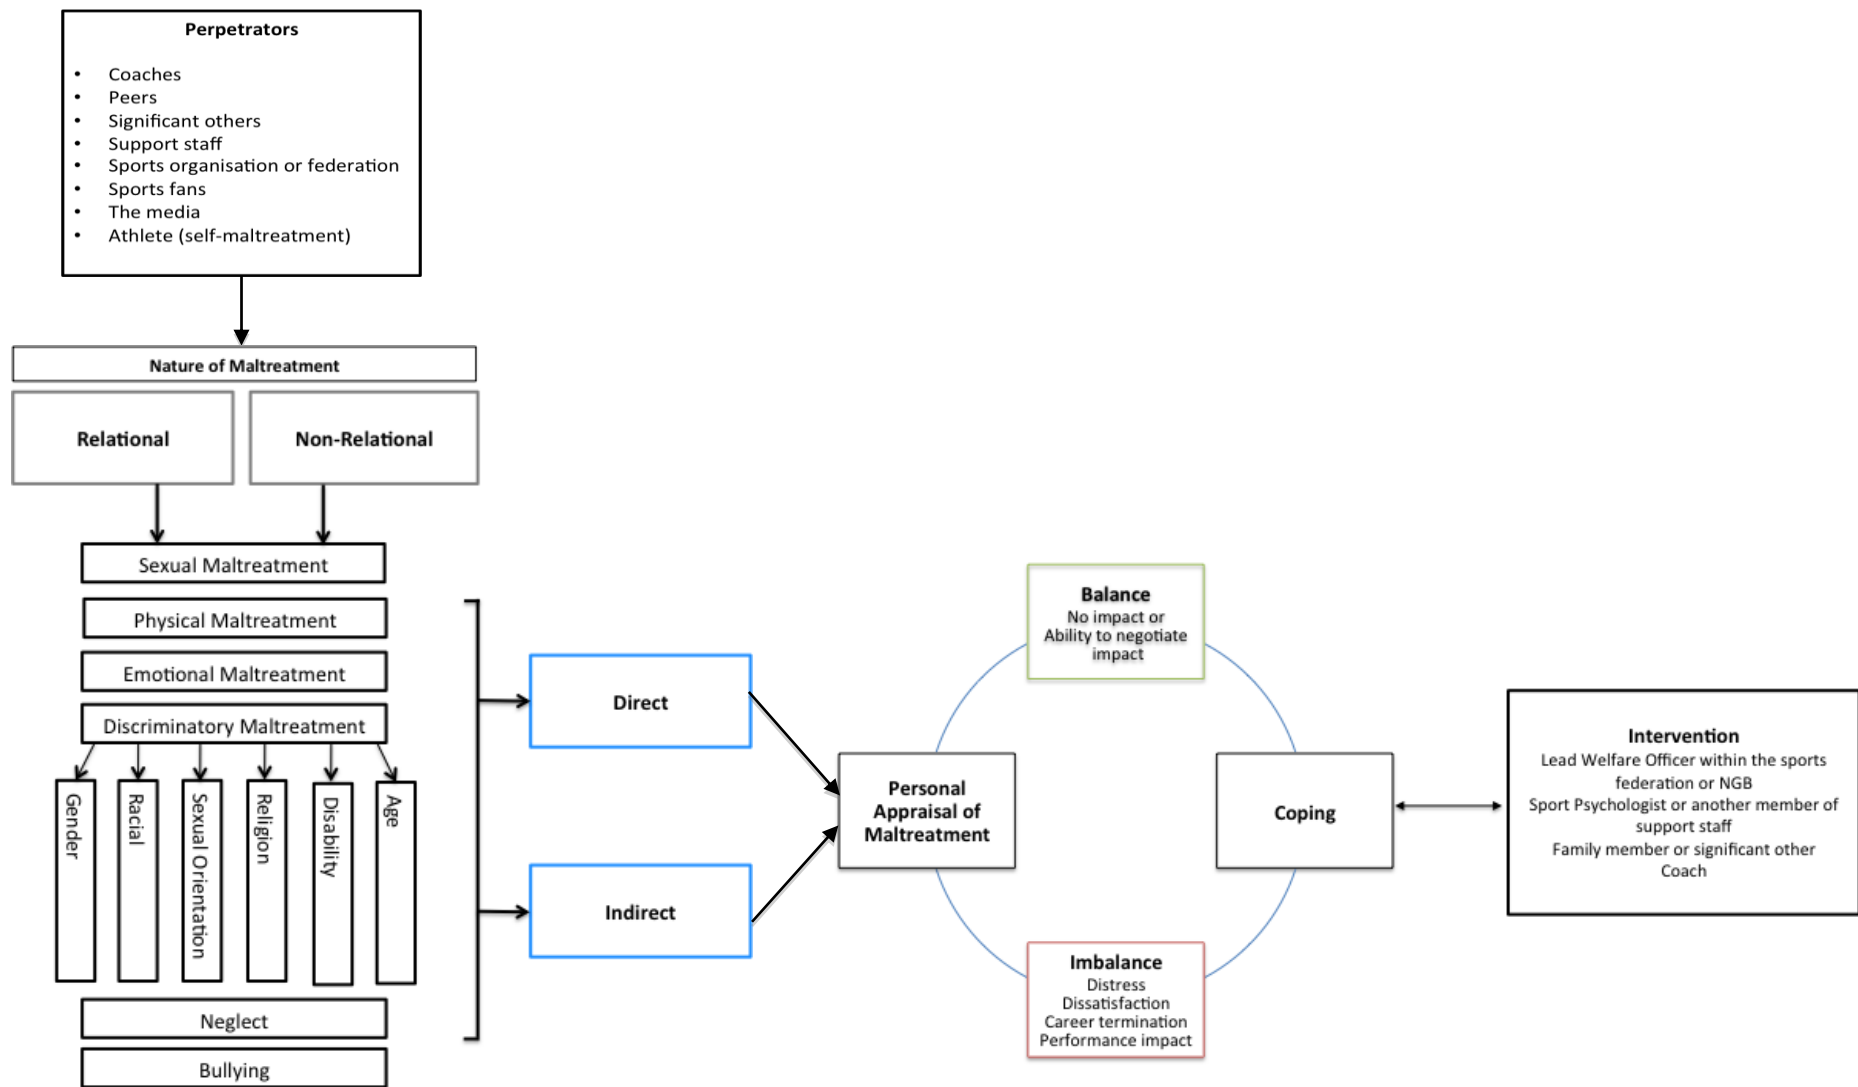 Perpetrators
• Coaches
• Peers
• Significant others
• Support staff
• Sports organisation or federation
• Sports fans
• The media
• Athlete (self-maltreatment)
Nature of Maltreatment
Relational
Non-Relational
Sexual Maltreatment
Physical Maltreatment
Emotional Maltreatment
Discriminatory Maltreatment
Gender
Racial
Sexual Orientation
Religion
Disability
Age
Neglect
Bullying
Direct
Indirect
Personal
Appraisal of
Maltreatment
Balance
No impact or
Ability to negotiate
impact
Imbalance
Distress
Dissatisfaction
Career termination
Performance impact
Coping
Intervention
Lead Welfare Officer within the sports
federation or NGB
Sport Psychologist or another member of
support staff
Family member or significant other
Coach